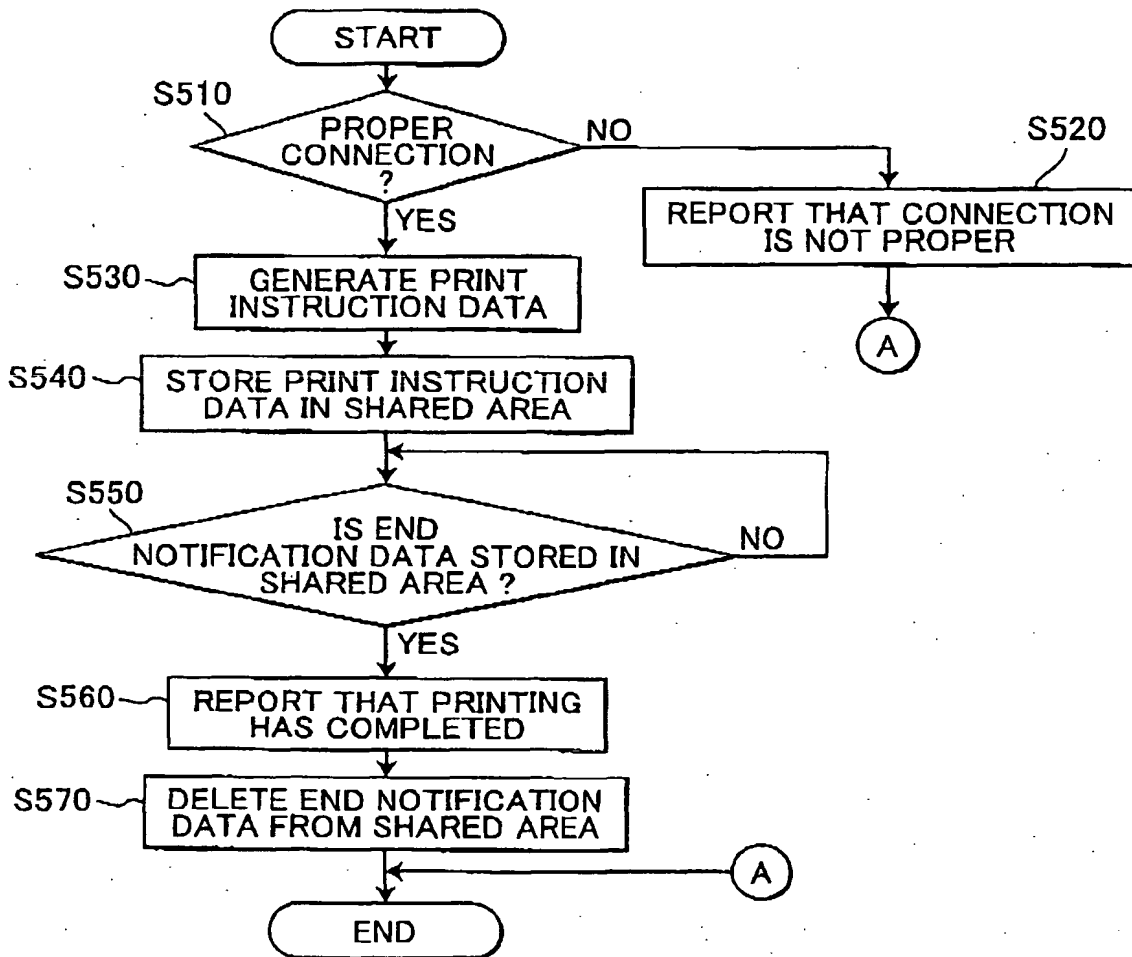 START
S510
PROPER
CONNECTION
?
NO
YES
S520
REPORT THAT CONNECTION
IS NOT PROPER
A
S530
GENERATE PRINT
INSTRUCTION DATA
S540
STORE PRINT INSTRUCTION
DATA IN SHARED AREA
S550
IS END
NOTIFICATION DATA STORED IN
SHARED AREA ?
NO
YES
S560
REPORT THAT PRINTING
HAS COMPLETED
S570
DELETE END NOTIFICATION
DATA FROM SHARED AREA
A
END